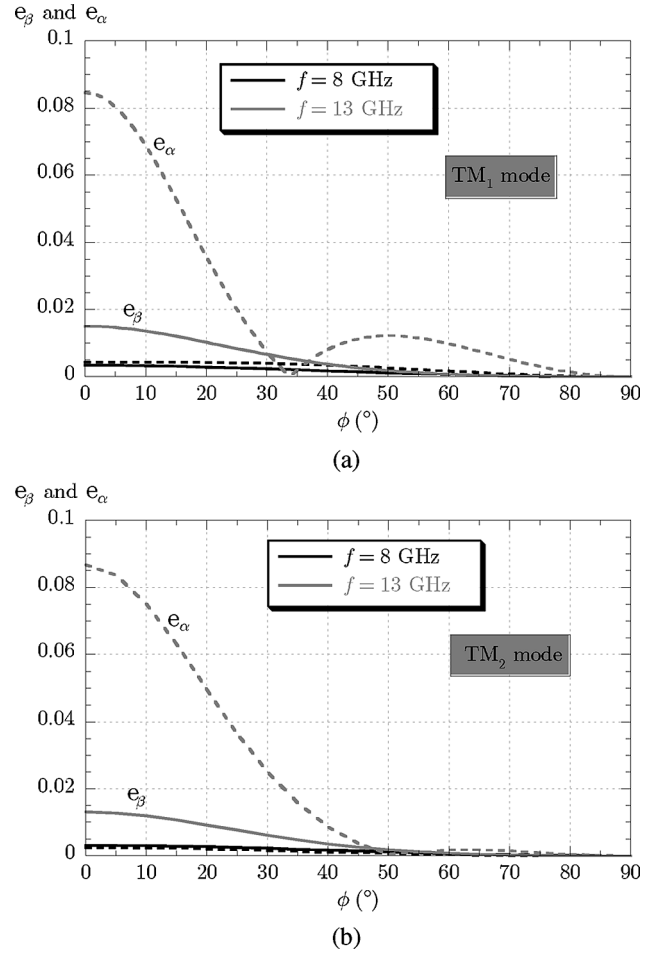 e_β and e_α
0.1
0.08
0.06
0.04
0.02
0
f = 8 GHz
f = 13 GHz
e_α
TM_1 mode
e_β
0 10 20 30 40 50 60 70 80 90
ϕ (°)
(a)
e_β and e_α
0.1
0.08
0.06
0.04
0.02
0
f = 8 GHz
f = 13 GHz
e_α
TM_2 mode
e_β
0 10 20 30 40 50 60 70 80 90
ϕ (°)
(b)